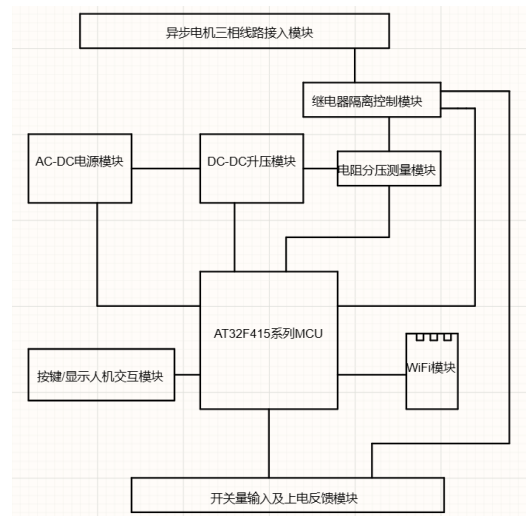 异步电机三相线路接入模块
继电器隔离控制模块
AC-DC电源模块
DC-DC升压模块
电阻分压测量模块
AT32F415系列MCU
按键/显示人机交互模块
WiFi模块
开关量输入及上电反馈模块